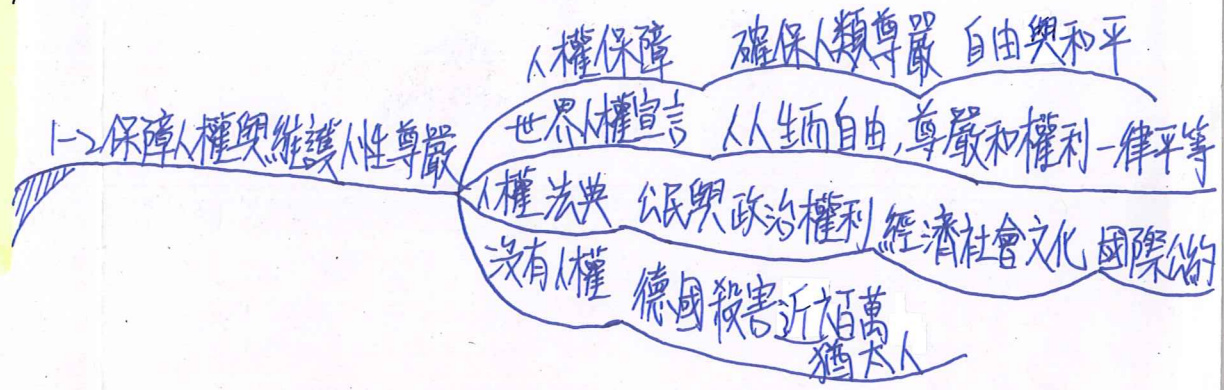 1-2保障人權與維護人性尊嚴
人權保障 確保人類尊嚴 自由與和平
世界人權宣言 人人生而自由,尊嚴和權利一律平等
人權法典 公民與政治權利 經濟社會文化 國際公約
沒有人權 德國殺害近六百萬
猶太人